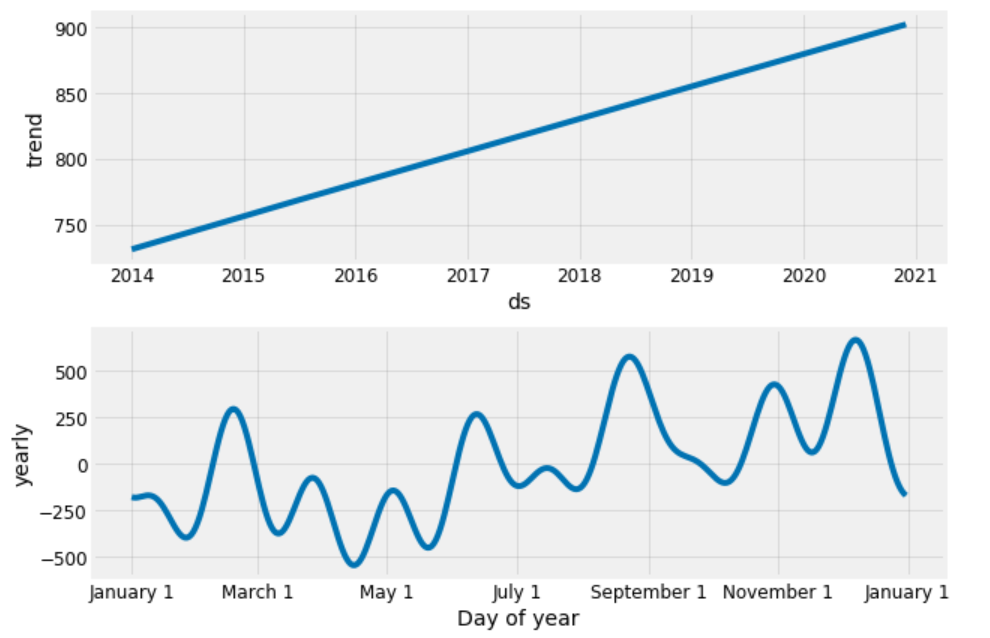 900
850
800
750
trend
2014 2015 2016 2017 2018 2019 2020 2021
ds
500
250
0
−250
−500
yearly
January 1 March 1 May 1 July 1 September 1 November 1 January 1
Day of year